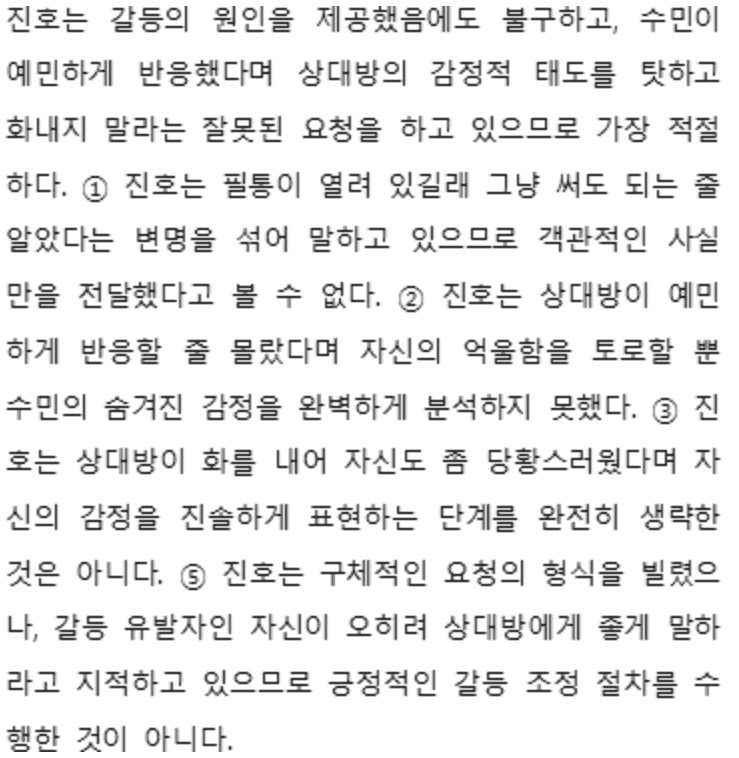 진호는 갈등의 원인을 제공했음에도 불구하고, 수민이
예민하게 반응했다며 상대방의 감정적 태도를 탓하고
화내지 말라는 잘못된 요청을 하고 있으므로 가장 적절
하다. ① 진호는 필통이 열려 있길래 그냥 써도 되는 줄
알았다는 변명을 섞어 말하고 있으므로 객관적인 사실
만을 전달했다고 볼 수 없다. ② 진호는 상대방이 예민
하게 반응할 줄 몰랐다며 자신의 억울함을 토로할 뿐
수민의 숨겨진 감정을 완벽하게 분석하지 못했다. ③ 진
호는 상대방이 화를 내어 자신도 좀 당황스러웠다며 자
신의 감정을 진솔하게 표현하는 단계를 완전히 생략한
것은 아니다. ⑤ 진호는 구체적인 요청의 형식을 빌렸으
나, 갈등 유발자인 자신이 오히려 상대방에게 좋게 말하
라고 지적하고 있으므로 긍정적인 갈등 조정 절차를 수
행한 것이 아니다.